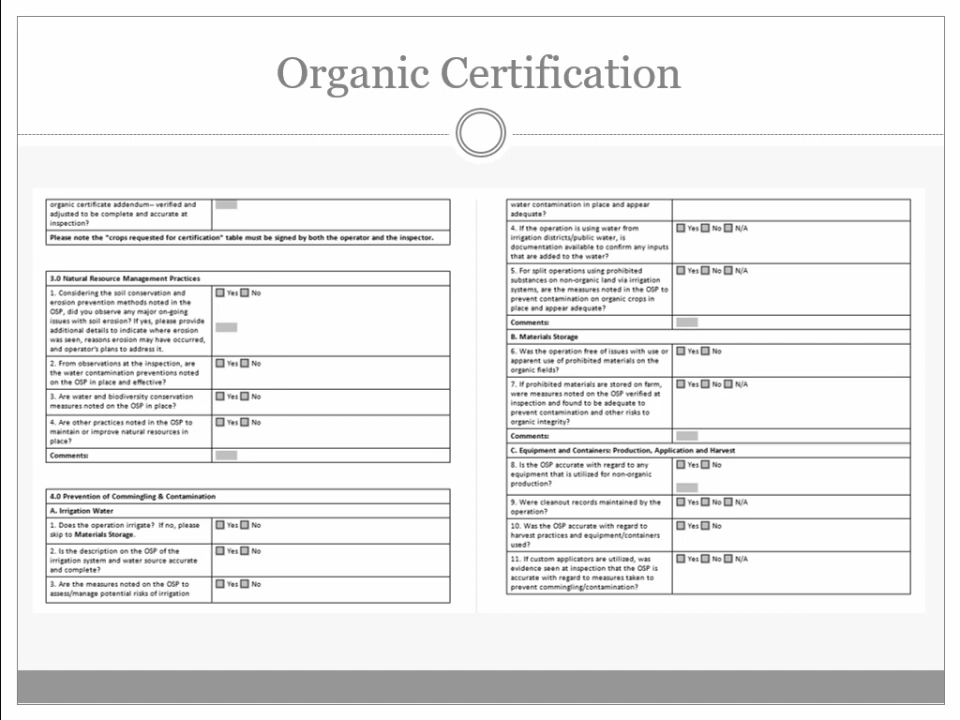 Organic Certification
organic certificate addendum– verified and
adjusted to be complete and accurate at
inspection?
Please note the "crops requested for certification" table must be signed by both the operator and the inspector.
3.0 Natural Resource Management Practices
1. Considering the soil conservation and
erosion prevention methods noted in the
OSP, did you observe any major on-going
issues with soil erosion? If yes, please provide
additional details to indicate where erosion
was seen, reasons erosion may have occurred,
and operator's plans to address it.
Yes No
2. From observations at the inspection, are
the water contamination preventions noted
on the OSP in place and effective?
Yes No
3. Are water and biodiversity conservation
measures noted on the OSP in place?
Yes No
4. Are other practices noted in the OSP to
maintain or improve natural resources in
place?
Yes No
Comments:
4.0 Prevention of Commingling & Contamination
A. Irrigation Water
1. Does the operation irrigate? If no, please
skip to Materials Storage.
Yes No
2. Is the description on the OSP of the
irrigation system and water source accurate
and complete?
Yes No
3. Are the measures noted on the OSP to
assess/manage potential risks of irrigation
Yes No
water contamination in place and appear
adequate?
4. If the operation is using water from
irrigation districts/public water, is
documentation available to confirm any inputs
that are added to the water?
Yes No N/A
5. For split operations using prohibited
substances on non-organic land via irrigation
systems, are the measures noted in the OSP to
prevent contamination on organic crops in
place and appear adequate?
Yes No N/A
Comments:
B. Materials Storage
6. Was the operation free of issues with use or
apparent use of prohibited materials on the
organic fields?
Yes No
7. If prohibited materials are stored on farm,
were measures noted on the OSP verified at
inspection and found to be adequate to
prevent contamination and other risks to
organic integrity?
Yes No N/A
Comments:
C. Equipment and Containers: Production, Application and Harvest
8. Is the OSP accurate with regard to any
equipment that is utilized for non-organic
production?
Yes No
9. Were cleanout records maintained by the
operation?
Yes No N/A
10. Was the OSP accurate with regard to
harvest practices and equipment/containers
used?
Yes No
11. If custom applicators are utilized, was
evidence seen at inspection that the OSP is
accurate with regard to measures taken to
prevent commingling/contamination?
Yes No N/A